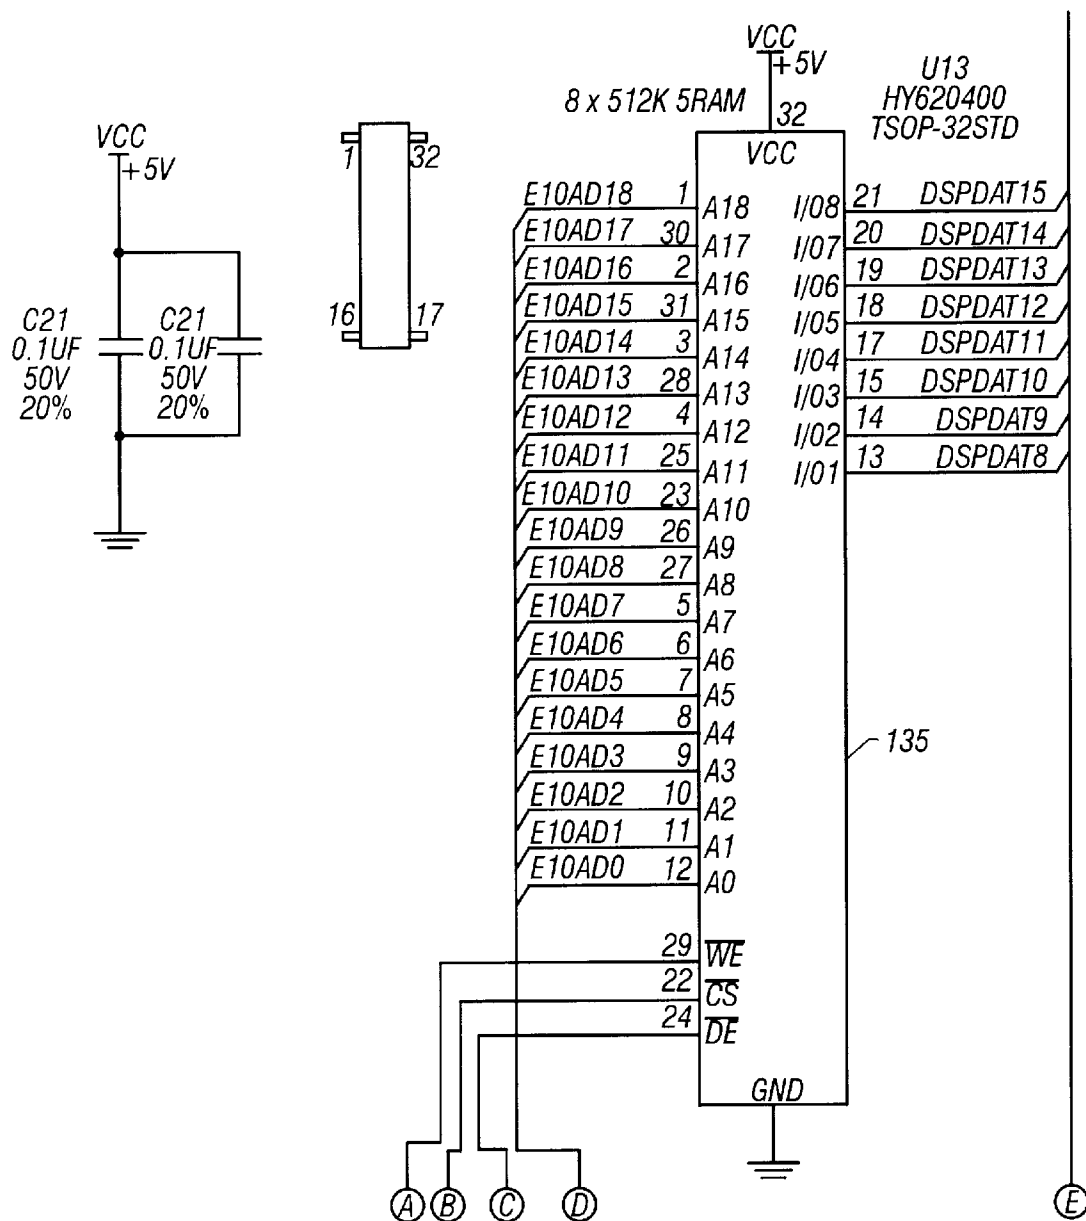 VCC
+5V
C21
0.1UF
50V
20%
C21
0.1UF
50V
20%
1
32
16
17
8 x 512K 5RAM
VCC
+5V
32
U13
HY620400
TSOP-32STD
VCC
E10AD18 1 A18
E10AD17 30 A17
E10AD16 2 A16
E10AD15 31 A15
E10AD14 3 A14
E10AD13 28 A13
E10AD12 4 A12
E10AD11 25 A11
E10AD10 23 A10
E10AD9 26 A9
E10AD8 27 A8
E10AD7 5 A7
E10AD6 6 A6
E10AD5 7 A5
E10AD4 8 A4
E10AD3 9 A3
E10AD2 10 A2
E10AD1 11 A1
E10AD0 12 A0
I/08 21 DSPDAT15
I/07 20 DSPDAT14
I/06 19 DSPDAT13
I/05 18 DSPDAT12
I/04 17 DSPDAT11
I/03 15 DSPDAT10
I/02 14 DSPDAT9
I/01 13 DSPDAT8
135
29 WE
22 CS
24 DE
GND
A B C D E